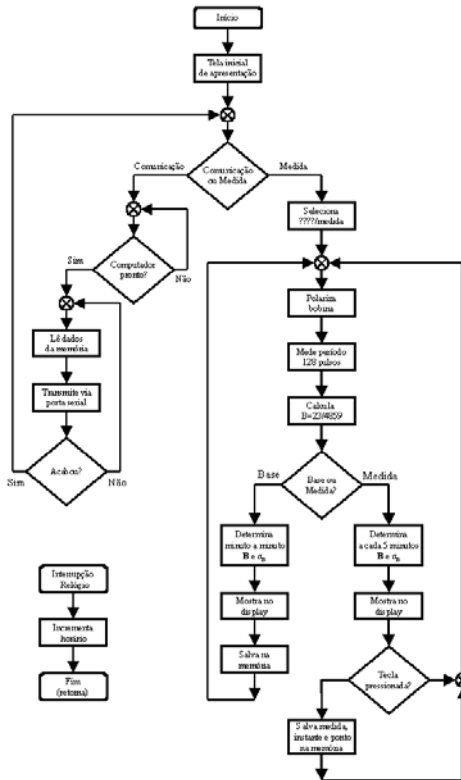 Início
Tela inicial
de apresentação
Comunicação
Medida
Comunicação
ou Medida
Seleciona
????/medida
Computador
pronto?
Sim
Não
Polariza
bobina
Lê dados
da memória
Mede período
128 pulsos
Transmite via
porta serial
Calcula
B=23/4859
Acabou?
Sim
Não
Base
Medida
Base ou
Medida?
Determina
minuto a minuto
B e σB
Determina
a cada 5 minutos
B e σB
Interrupção
Relógio
Mostra no
display
Mostra no
display
Incrementa
horário
Salva na
memória
Tecla
pressionada?
Fim
(retorna)
Salva medida,
instante e ponto
na memória